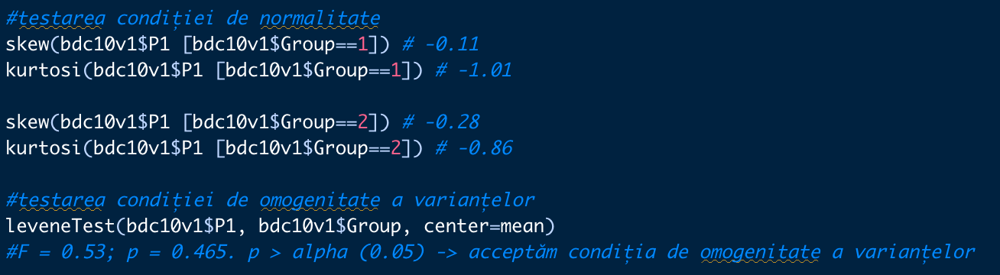 #testarea condiției de normalitate
skew(bdc10v1$P1 [bdc10v1$Group==1]) # -0.11
kurtosi(bdc10v1$P1 [bdc10v1$Group==1]) # -1.01
skew(bdc10v1$P1 [bdc10v1$Group==2]) # -0.28
kurtosi(bdc10v1$P1 [bdc10v1$Group==2]) # -0.86
#testarea condiției de omogenitate a varianțelor
leveneTest(bdc10v1$P1, bdc10v1$Group, center=mean)
#F = 0.53; p = 0.465. p > alpha (0.05) -> acceptăm condiția de omogenitate a varianțelor